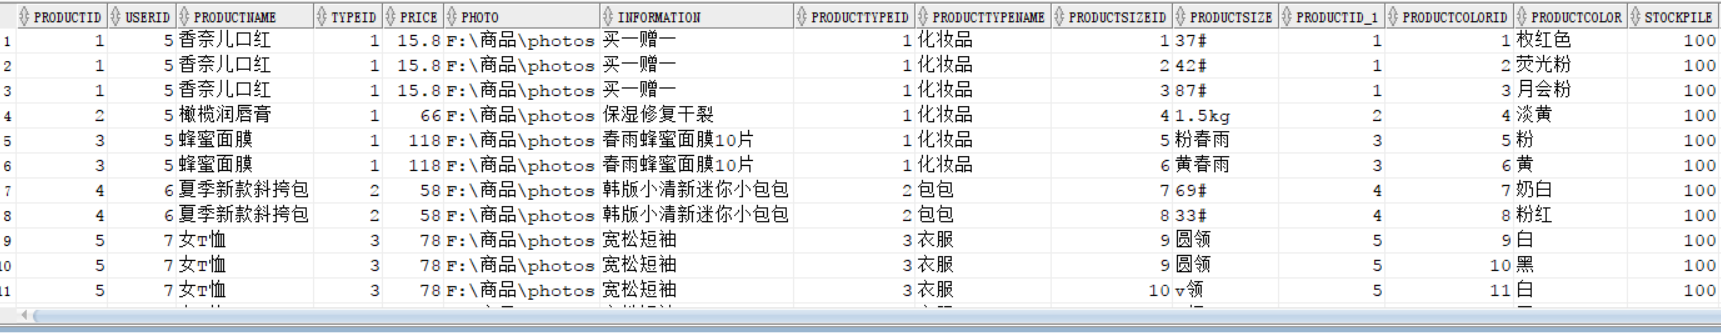 PRODUCTID USERID PRODUCTNAME TYPEID PRICE PHOTO INFORMATION PRODUCTTYPEID PRODUCTTYPENAME PRODUCTSIZEID PRODUCTSIZE PRODUCTID_1 PRODUCTCOLORID PRODUCTCOLOR STOCKPILE
1 1 5 香奈儿口红 1 15.8 F:\商品\photos 买一赠一 1 化妆品 1 37# 1 1 枚红色 100
2 1 5 香奈儿口红 1 15.8 F:\商品\photos 买一赠一 1 化妆品 2 42# 1 2 荧光粉 100
3 1 5 香奈儿口红 1 15.8 F:\商品\photos 买一赠一 1 化妆品 3 87# 1 3 月会粉 100
4 2 5 橄榄润唇膏 1 66 F:\商品\photos 保湿修复干裂 1 化妆品 4 1.5kg 2 4 淡黄 100
5 3 5 蜂蜜面膜 1 118 F:\商品\photos 春雨蜂蜜面膜10片 1 化妆品 5 粉春雨 3 5 粉 100
6 3 5 蜂蜜面膜 1 118 F:\商品\photos 春雨蜂蜜面膜10片 1 化妆品 6 黄春雨 3 6 黄 100
7 4 6 夏季新款斜挎包 2 58 F:\商品\photos 韩版小清新迷你小包包 2 包包 7 69# 4 7 奶白 100
8 4 6 夏季新款斜挎包 2 58 F:\商品\photos 韩版小清新迷你小包包 2 包包 8 33# 4 8 粉红 100
9 5 7 女T恤 3 78 F:\商品\photos 宽松短袖 3 衣服 9 圆领 5 9 白 100
10 5 7 女T恤 3 78 F:\商品\photos 宽松短袖 3 衣服 9 圆领 5 10 黑 100
11 5 7 女T恤 3 78 F:\商品\photos 宽松短袖 3 衣服 10 v领 5 11 白 100